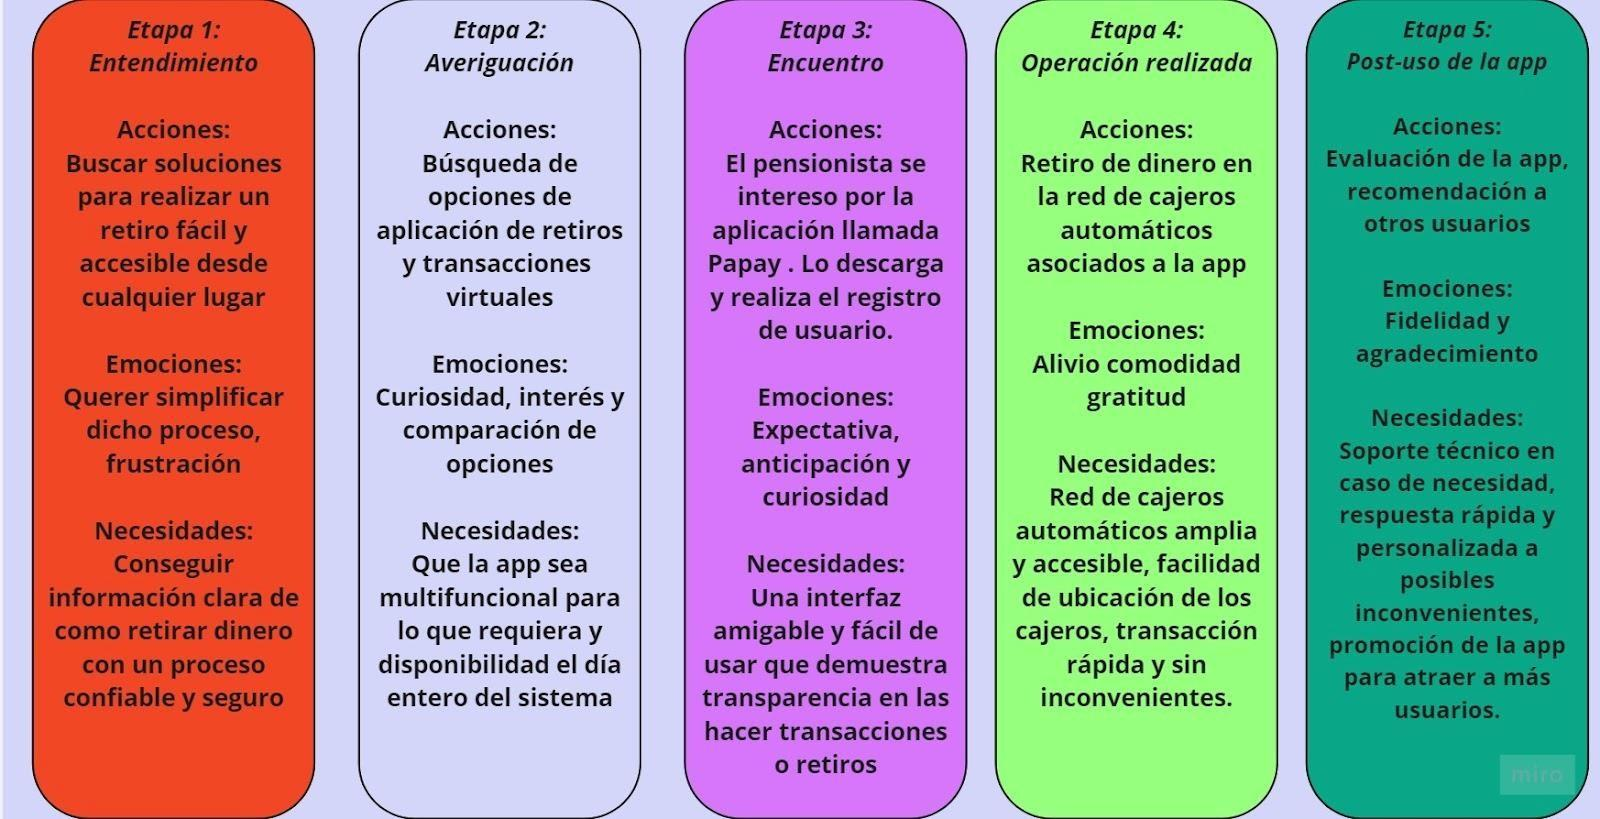 Etapa 1:
Entendimiento
Acciones:
Buscar soluciones
para realizar un
retiro fácil y
accesible desde
cualquier lugar
Emociones:
Querer simplificar
dicho proceso,
frustración
Necesidades:
Conseguir
información clara de
como retirar dinero
con un proceso
confiable y seguro
Etapa 2:
Averiguación
Acciones:
Búsqueda de
opciones de
aplicación de retiros
y transacciones
virtuales
Emociones:
Curiosidad, interés y
comparación de
opciones
Necesidades:
Que la app sea
multifuncional para
lo que requiera y
disponibilidad el día
entero del sistema
Etapa 3:
Encuentro
Acciones:
El pensionista se
intereso por la
aplicación llamada
Papay . Lo descarga
y realiza el registro
de usuario.
Emociones:
Expectativa,
anticipación y
curiosidad
Necesidades:
Una interfaz
amigable y fácil de
usar que demuestra
transparencia en las
hacer transacciones
o retiros
Etapa 4:
Operación realizada
Acciones:
Retiro de dinero en
la red de cajeros
automáticos
asociados a la app
Emociones:
Alivio comodidad
gratitud
Necesidades:
Red de cajeros
automáticos amplia
y accesible, facilidad
de ubicación de los
cajeros, transacción
rápida y sin
inconvenientes.
Etapa 5:
Post-uso de la app
Acciones:
Evaluación de la app,
recomendación a
otros usuarios
Emociones:
Fidelidad y
agradecimiento
Necesidades:
Soporte técnico en
caso de necesidad,
respuesta rápida y
personalizada a
posibles
inconvenientes,
promoción de la app
para atraer a más
usuarios.
miro